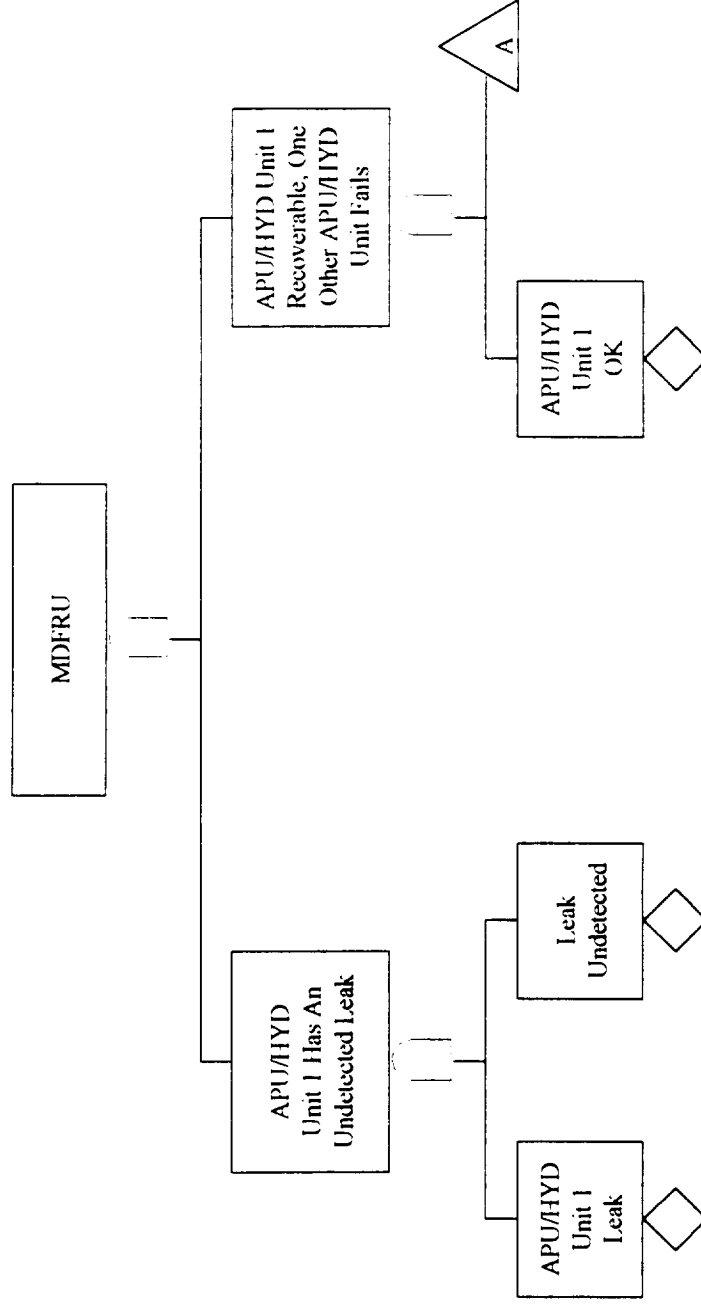 MDFRU
APU/HYD
Unit 1 Has An
Undetected Leak
APU/HYD Unit 1
Recoverable, One
Other APU/HYD
Unit Fails
APU/HYD
Unit 1
Leak
Leak
Undetected
APU/HYD
Unit 1
OK
A